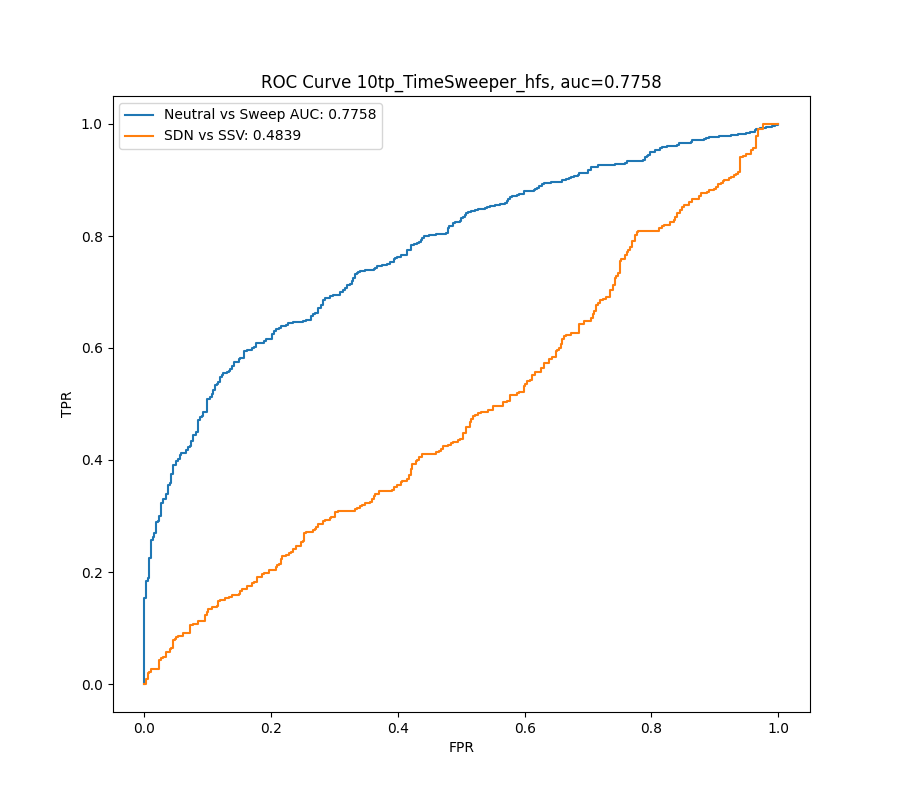 ROC Curve 10tp_TimeSweeper_hfs, auc=0.7758
Neutral vs Sweep AUC: 0.7758
SDN vs SSV: 0.4839
1.0
0.8
0.6
0.4
0.2
0.0
TPR
0.0 0.2 0.4 0.6 0.8 1.0
FPR